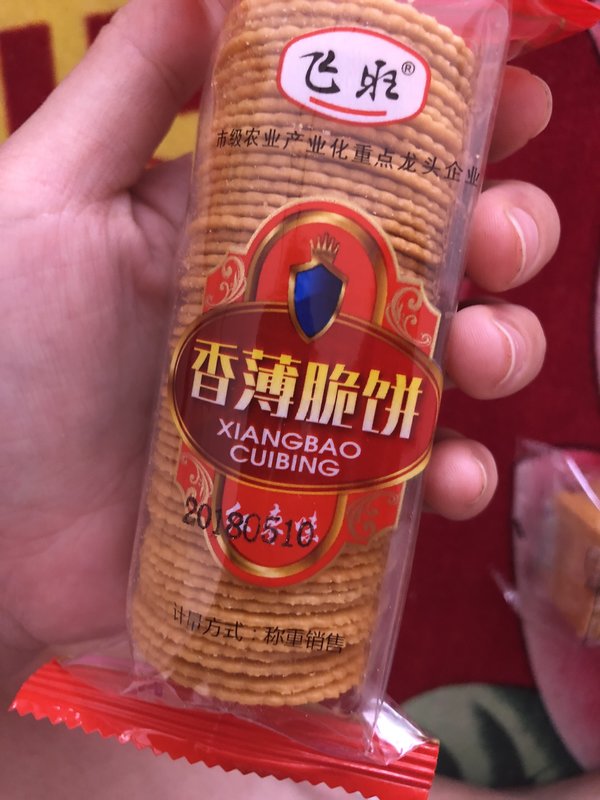 飞旺®
市级农业产业化重点龙头企业
香薄脆饼
XIANGBAO
CUIBING
20180510
计量方式：称重销售